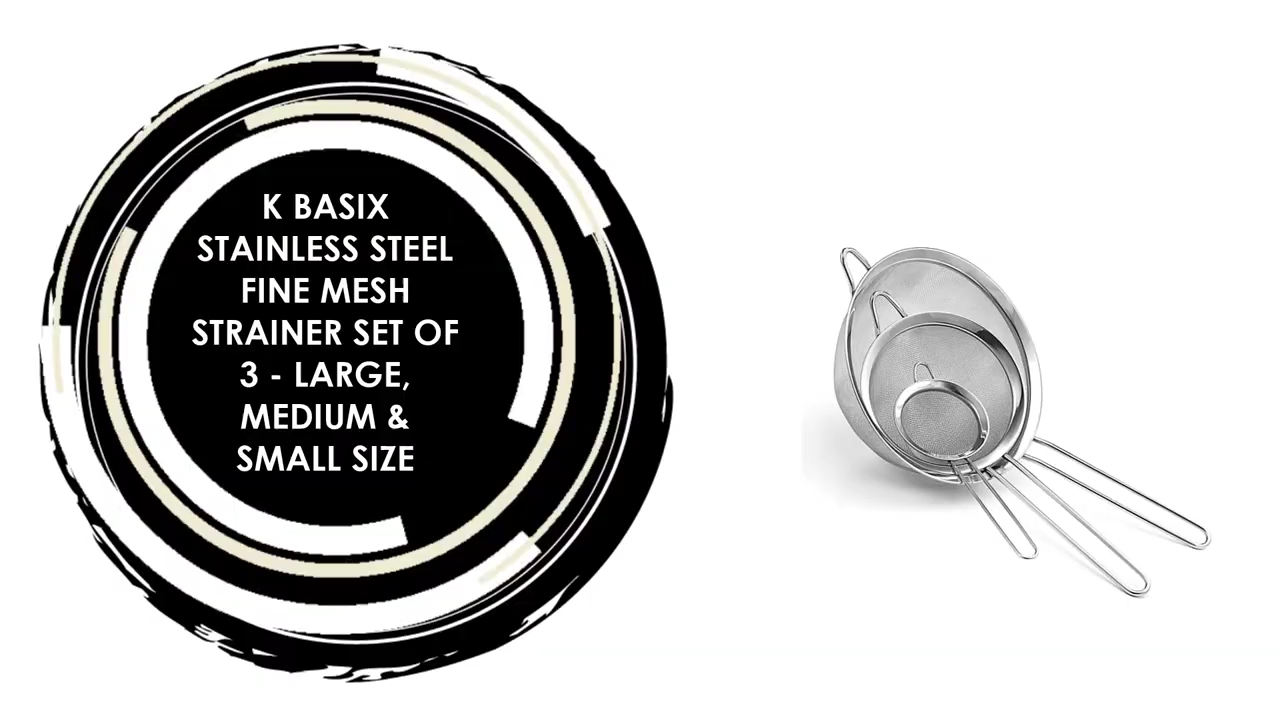 K BASIX
STAINLESS STEEL
FINE MESH
STRAINER SET OF
3 - LARGE,
MEDIUM &
SMALL SIZE